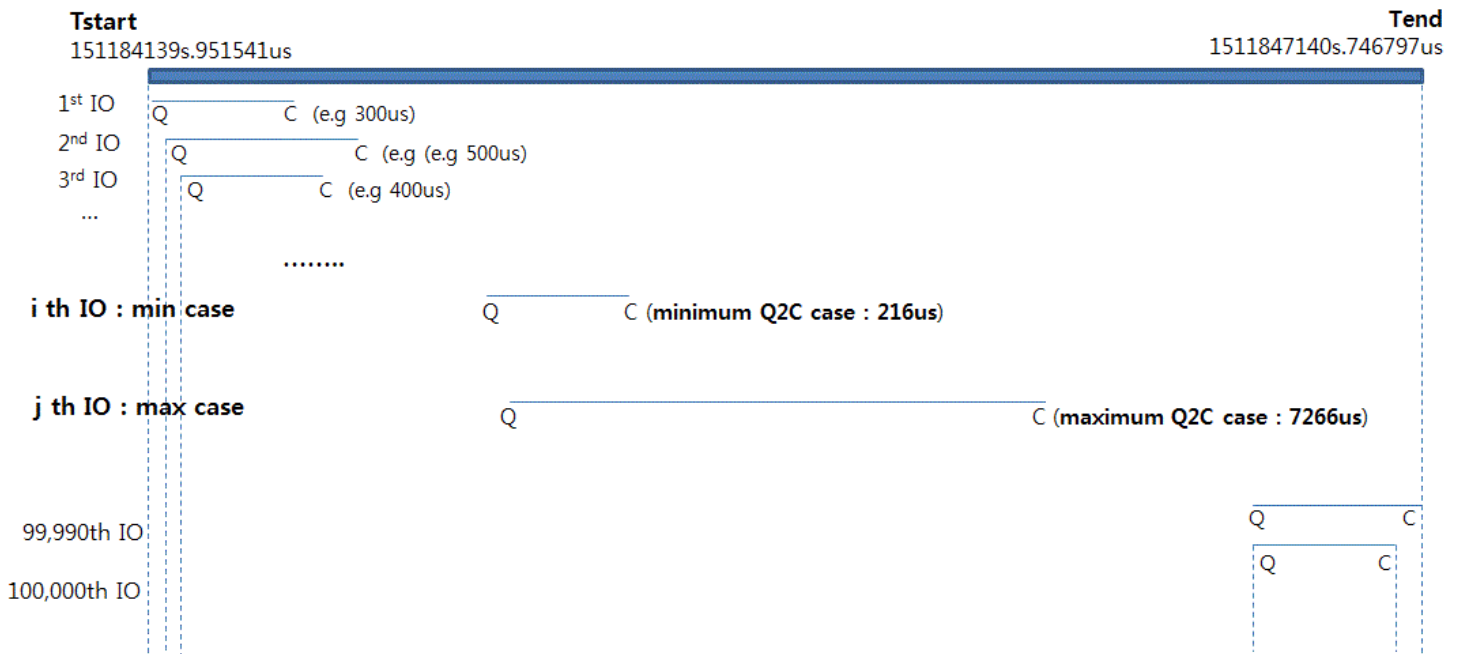 Tstart
151184139s.951541us
Tend
1511847140s.746797us
1st IO
Q C (e.g 300us)
2nd IO
Q C (e.g (e.g 500us)
3rd IO
Q C (e.g 400us)
...
........
i th IO : min case
Q C (minimum Q2C case : 216us)
j th IO : max case
Q C (maximum Q2C case : 7266us)
99,990th IO
Q C
100,000th IO
Q C